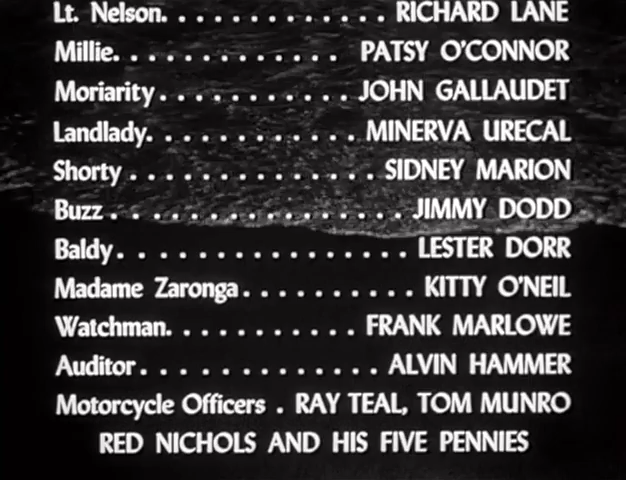 Lt. Nelson. . . . . . . . . . . . . RICHARD LANE
Millie. . . . . . . . . . . . . PATSY O'CONNOR
Moriarity . . . . . . . . . . . . JOHN GALLAUDET
Landlady. . . . . . . . . . . . MINERVA URECAL
Shorty . . . . . . . . . . . . . SIDNEY MARION
Buzz . . . . . . . . . . . . . . . . JIMMY DODD
Baldy . . . . . . . . . . . . . . . . LESTER DORR
Madame Zaronga . . . . . . . . . . KITTY O'NEIL
Watchman. . . . . . . . . . . FRANK MARLOWE
Auditor . . . . . . . . . . . . . ALVIN HAMMER
Motorcycle Officers . RAY TEAL, TOM MUNRO
RED NICHOLS AND HIS FIVE PENNIES